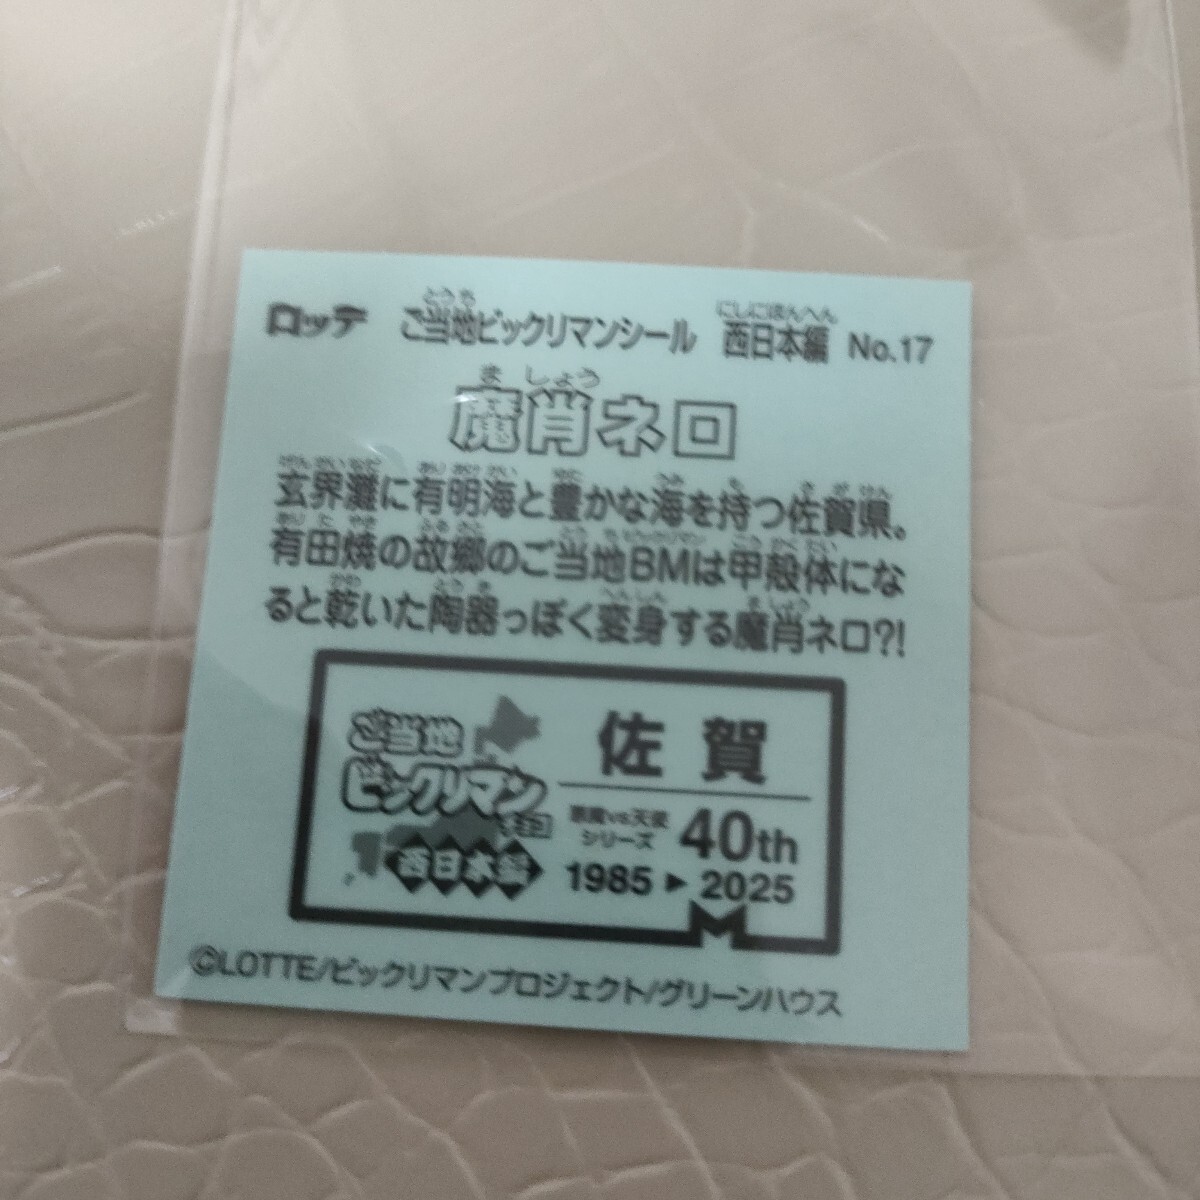 ロッテ ご当地ビックリマンシール 西日本編 No.17
魔肖ネロ
玄界灘に有明海と豊かな海を持つ佐賀県。
有田焼の故郷のご当地BMは甲殻体にな
ると乾いた陶器っぽく変身する魔肖ネロ?!
ご当地
ビックリマン
チョコ
西日本編
佐賀
悪魔vs天使
シリーズ 40th
1985▶2025
©LOTTE/ビックリマンプロジェクト/グリーンハウス